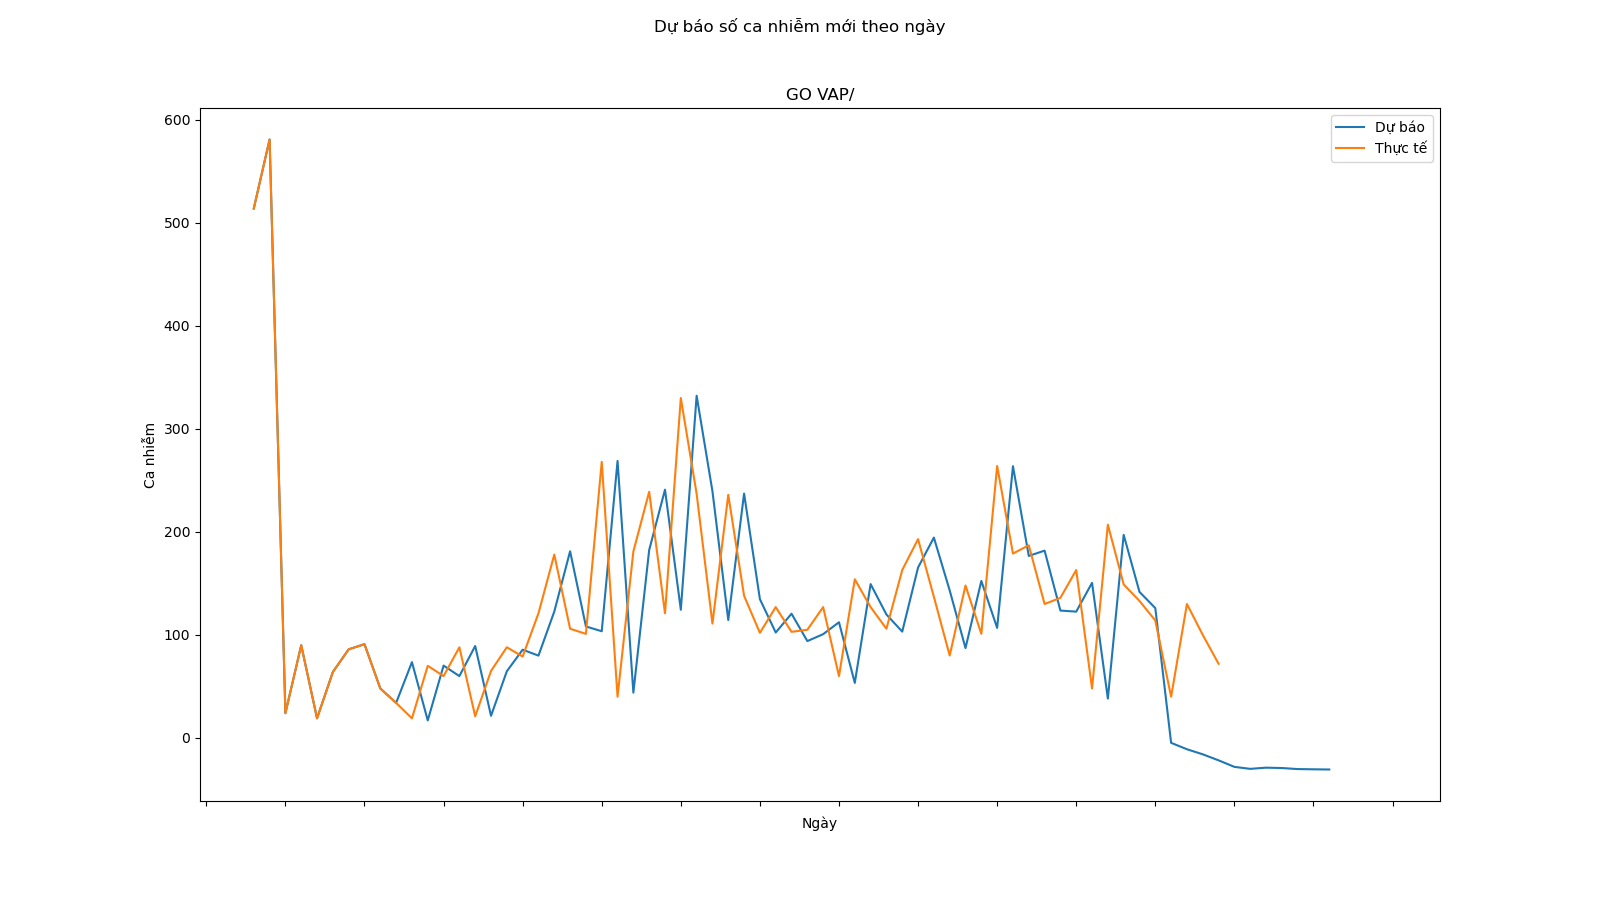 Dự báo số ca nhiễm mới theo ngày
GO VAP/
600
500
400
300
200
100
0
Ca nhiễm
Ngày
Dự báo
Thực tế